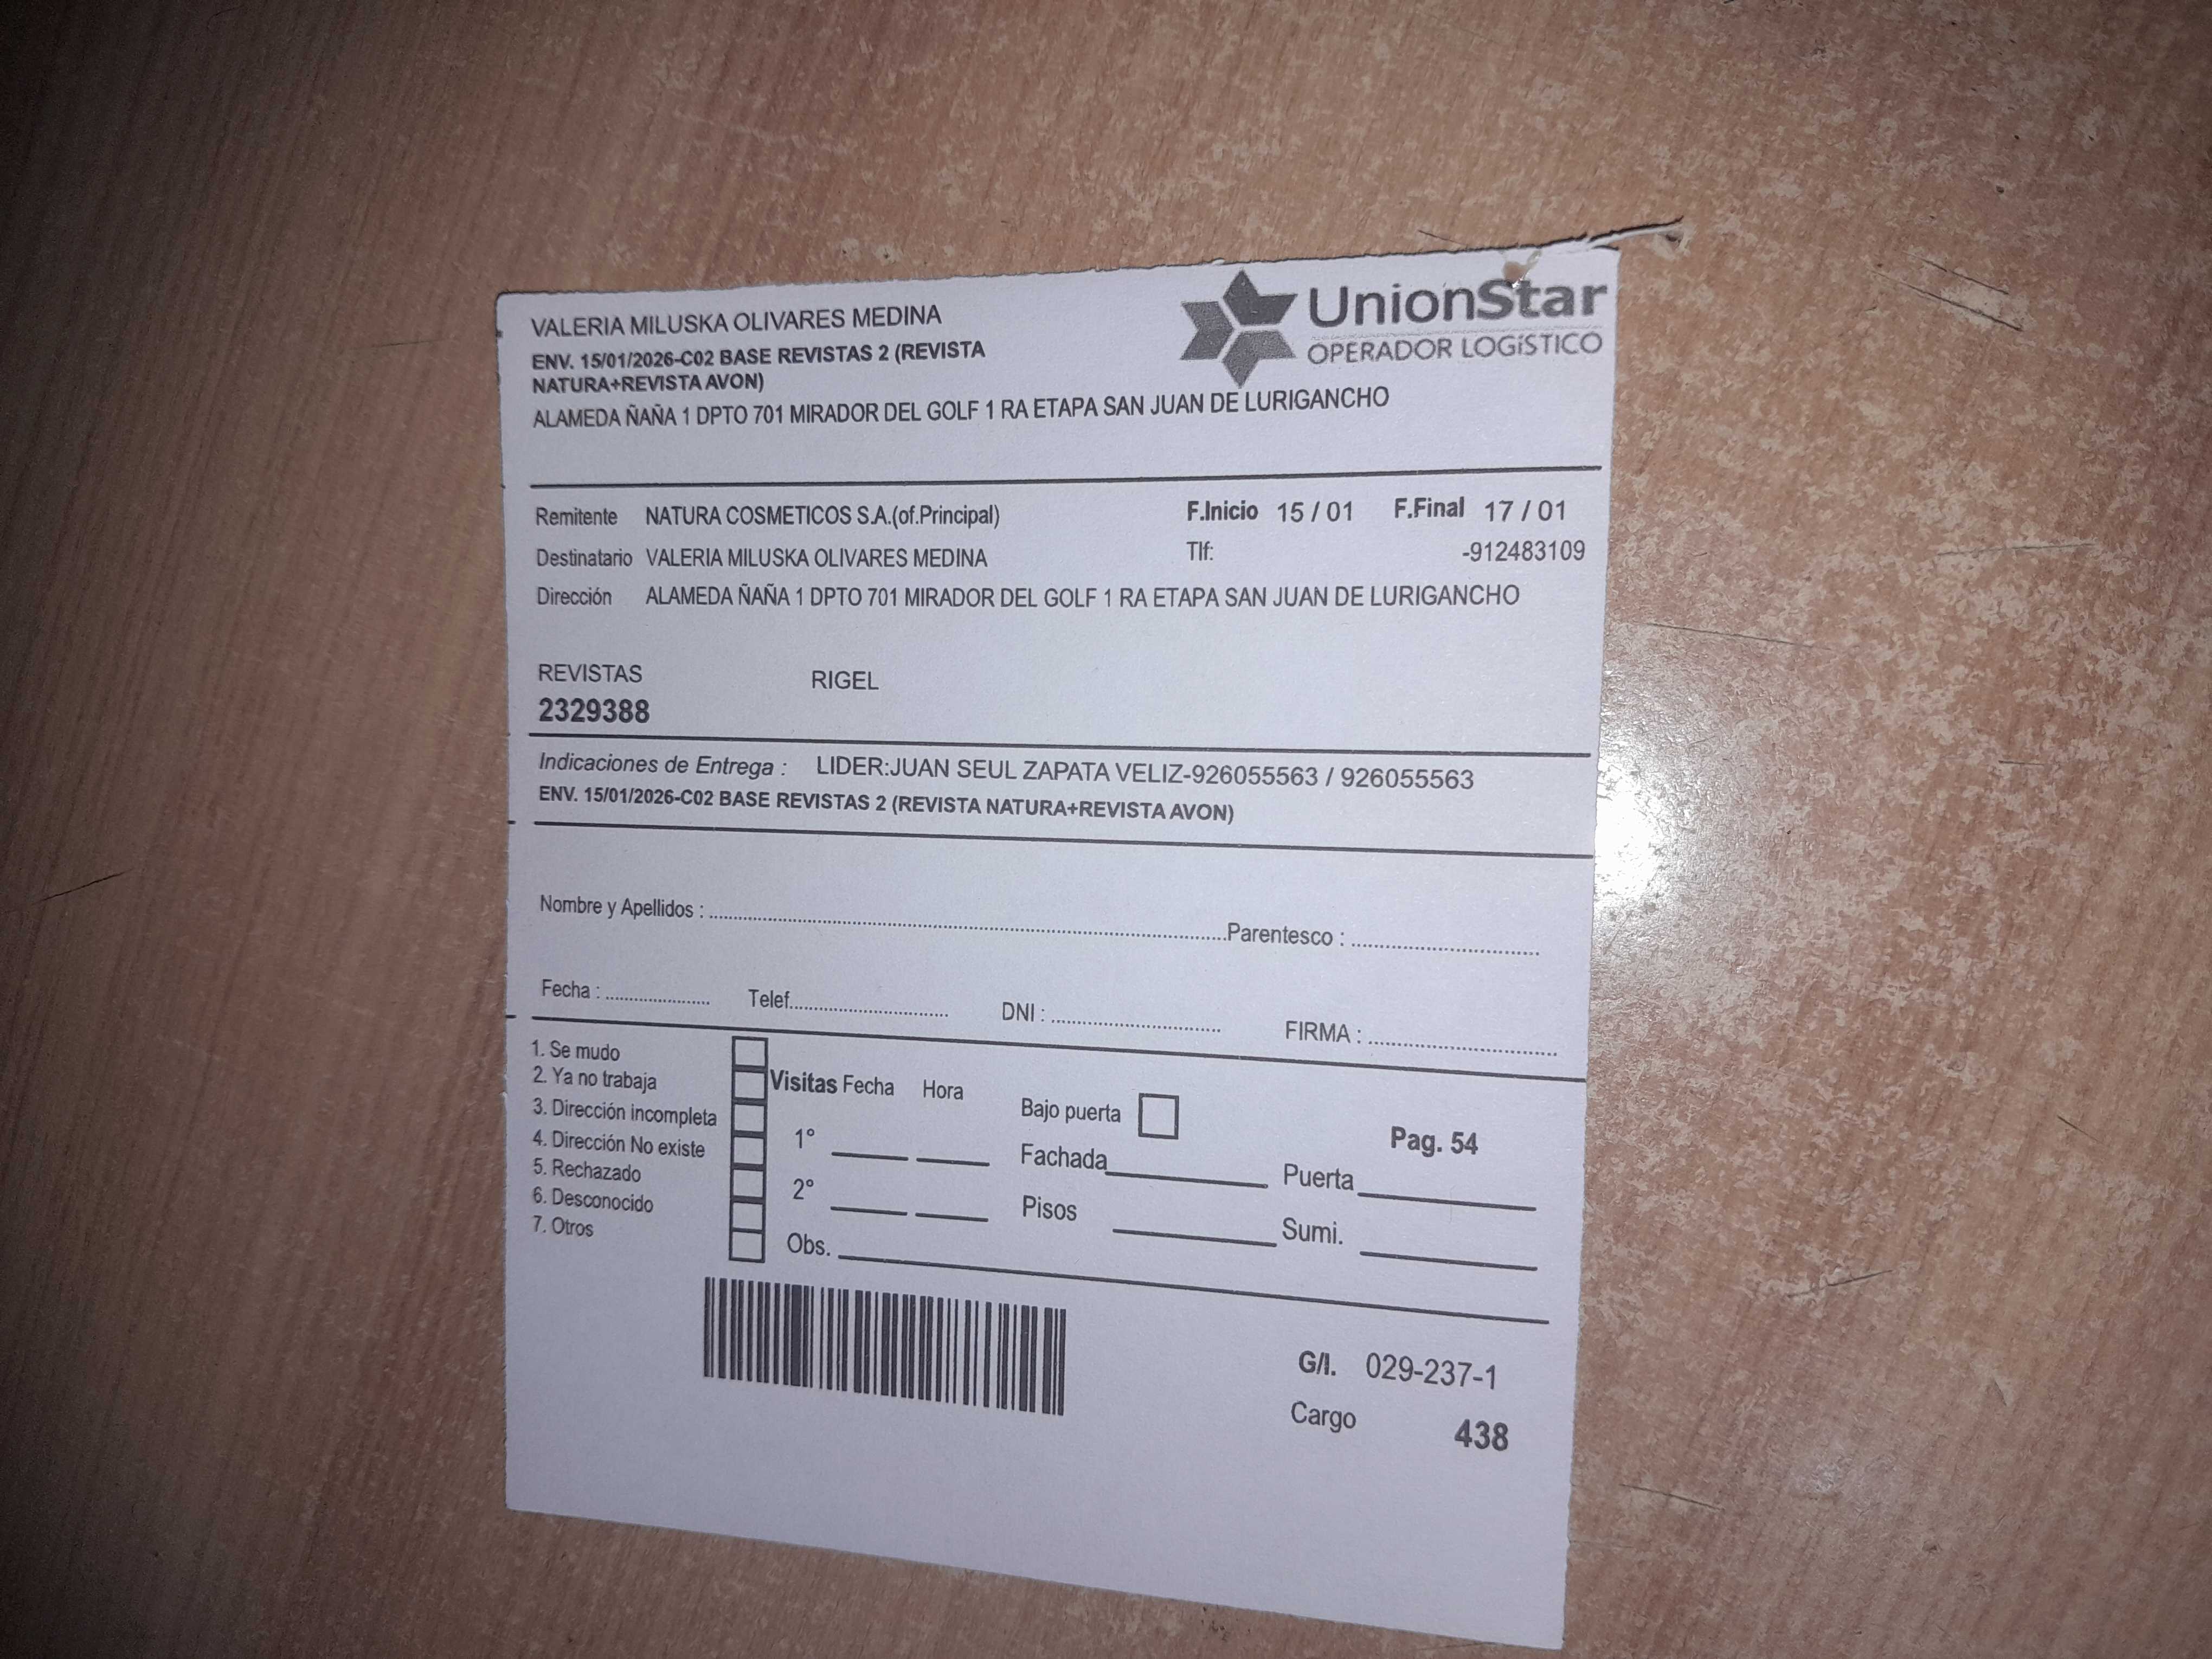 VALERIA MILUSKA OLIVARES MEDINA
UnionStar
OPERADOR LOGíSTICO
ENV. 15/01/2026-C02 BASE REVISTAS 2 (REVISTA
NATURA+REVISTA AVON)
ALAMEDA ÑAÑA 1 DPTO 701 MIRADOR DEL GOLF 1 RA ETAPA SAN JUAN DE LURIGANCHO
Remitente NATURA COSMETICOS S.A.(of.Principal) F.Inicio 15 / 01 F.Final 17 / 01
Destinatario VALERIA MILUSKA OLIVARES MEDINA Tlf: -912483109
Dirección ALAMEDA ÑAÑA 1 DPTO 701 MIRADOR DEL GOLF 1 RA ETAPA SAN JUAN DE LURIGANCHO
REVISTAS RIGEL
2329388
Indicaciones de Entrega : LIDER:JUAN SEUL ZAPATA VELIZ-926055563 / 926055563
ENV. 15/01/2026-C02 BASE REVISTAS 2 (REVISTA NATURA+REVISTA AVON)
Nombre y Apellidos : Parentesco :
Fecha : Telef. DNI : FIRMA :
1. Se mudo
2. Ya no trabaja
3. Dirección incompleta
4. Dirección No existe
5. Rechazado
6. Desconocido
7. Otros
Visitas Fecha Hora
1°
2°
Obs.
Bajo puerta
Fachada
Pisos
Pag. 54
Puerta
Sumi.
G/I. 029-237-1
Cargo 438